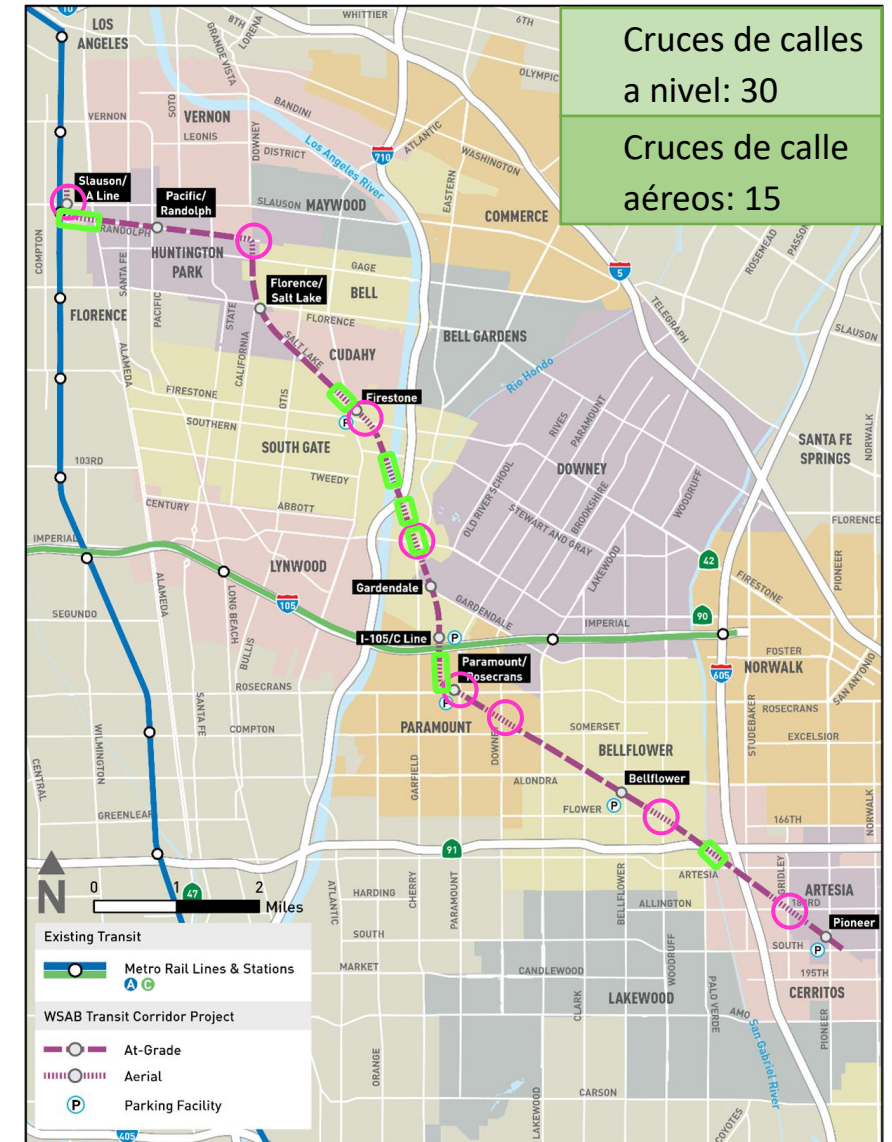 Cruces de calles
a nivel: 30
Cruces de calle
aéreos: 15
10
LOS
ANGELES
8TH
LORENA
GRANDE VISTA
WHITTIER
6TH
OLYMPIC
SOTO
VERNON
VERNON
LEONIS
DOWNEY
BANDINI
DISTRICT
Los Angeles River
710
ATLANTIC
WASHINGTON
EASTERN
Slauson/
A Line
Pacific/
Randolph
SLAUSON
MAYWOOD
COMMERCE
ROSEMEAD
PASSONS
COMPTON
RANDOLPH
SANTA FE
HUNTINGTON
PARK
GAGE
BELL
5
TELEGRAPH
FLORENCE
PACIFIC
STATE
Florence/
Salt Lake
FLORENCE
BELL GARDENS
SLAUSON
ALAMEDA
CALIFORNIA
SALT LAKE
CUDAHY
Rio Hondo
FIRESTONE
OTIS
Firestone
P
SOUTHERN
RIVES
PARAMOUNT
SANTA FE
SPRINGS
NORWALK
SOUTH GATE
DOWNEY
103RD
TWEEDY
OLD RIVER SCHOOL
BROOKSHIRE
WOODRUFF
CENTURY
ABBOTT
STEWART AND GRAY
FLORENCE
IMPERIAL
LYNWOOD
LAKEWOOD
PIONEER
42
FIRESTONE
Gardendale
GARDENDALE
ALAMEDA
LONG BEACH
105
SEGUNDO
BULLIS
I-105/C Line
P
IMPERIAL
90
FOSTER
605
NORWALK
SAN ANTONIO
Paramount/
Rosecrans
P
ROSECRANS
ROSECRANS
SANTA FE
COMPTON
PARAMOUNT
DOWNEY
SOMERSET
STUDEBAKER
EXCELSIOR
WILMINGTON
BELLFLOWER
CENTRAL
GARFIELD
ALONDRA
Bellflower
P
FLOWER
NORWALK
GREENLEAF
166TH
91
ARTESIA
GRIDLEY
ARTESIA
N
0 1 2
Miles
47
ATLANTIC
HARDING
CHERRY
PARAMOUNT
BELLFLOWER
ALLINGTON
183RD
Pioneer
P
SOUTH
SOUTH
Existing Transit
Metro Rail Lines & Stations
A C
MARKET
CANDLEWOOD
WOODRUFF
195TH
CERRITOS
WSAB Transit Corridor Project
CLARK
LAKEWOOD
PALO VERDE
AMO
San Gabriel River
PIONEER
At-Grade
Aerial
P Parking Facility
ORANGE
CARSON
LAKEWOOD
COYOTES
405